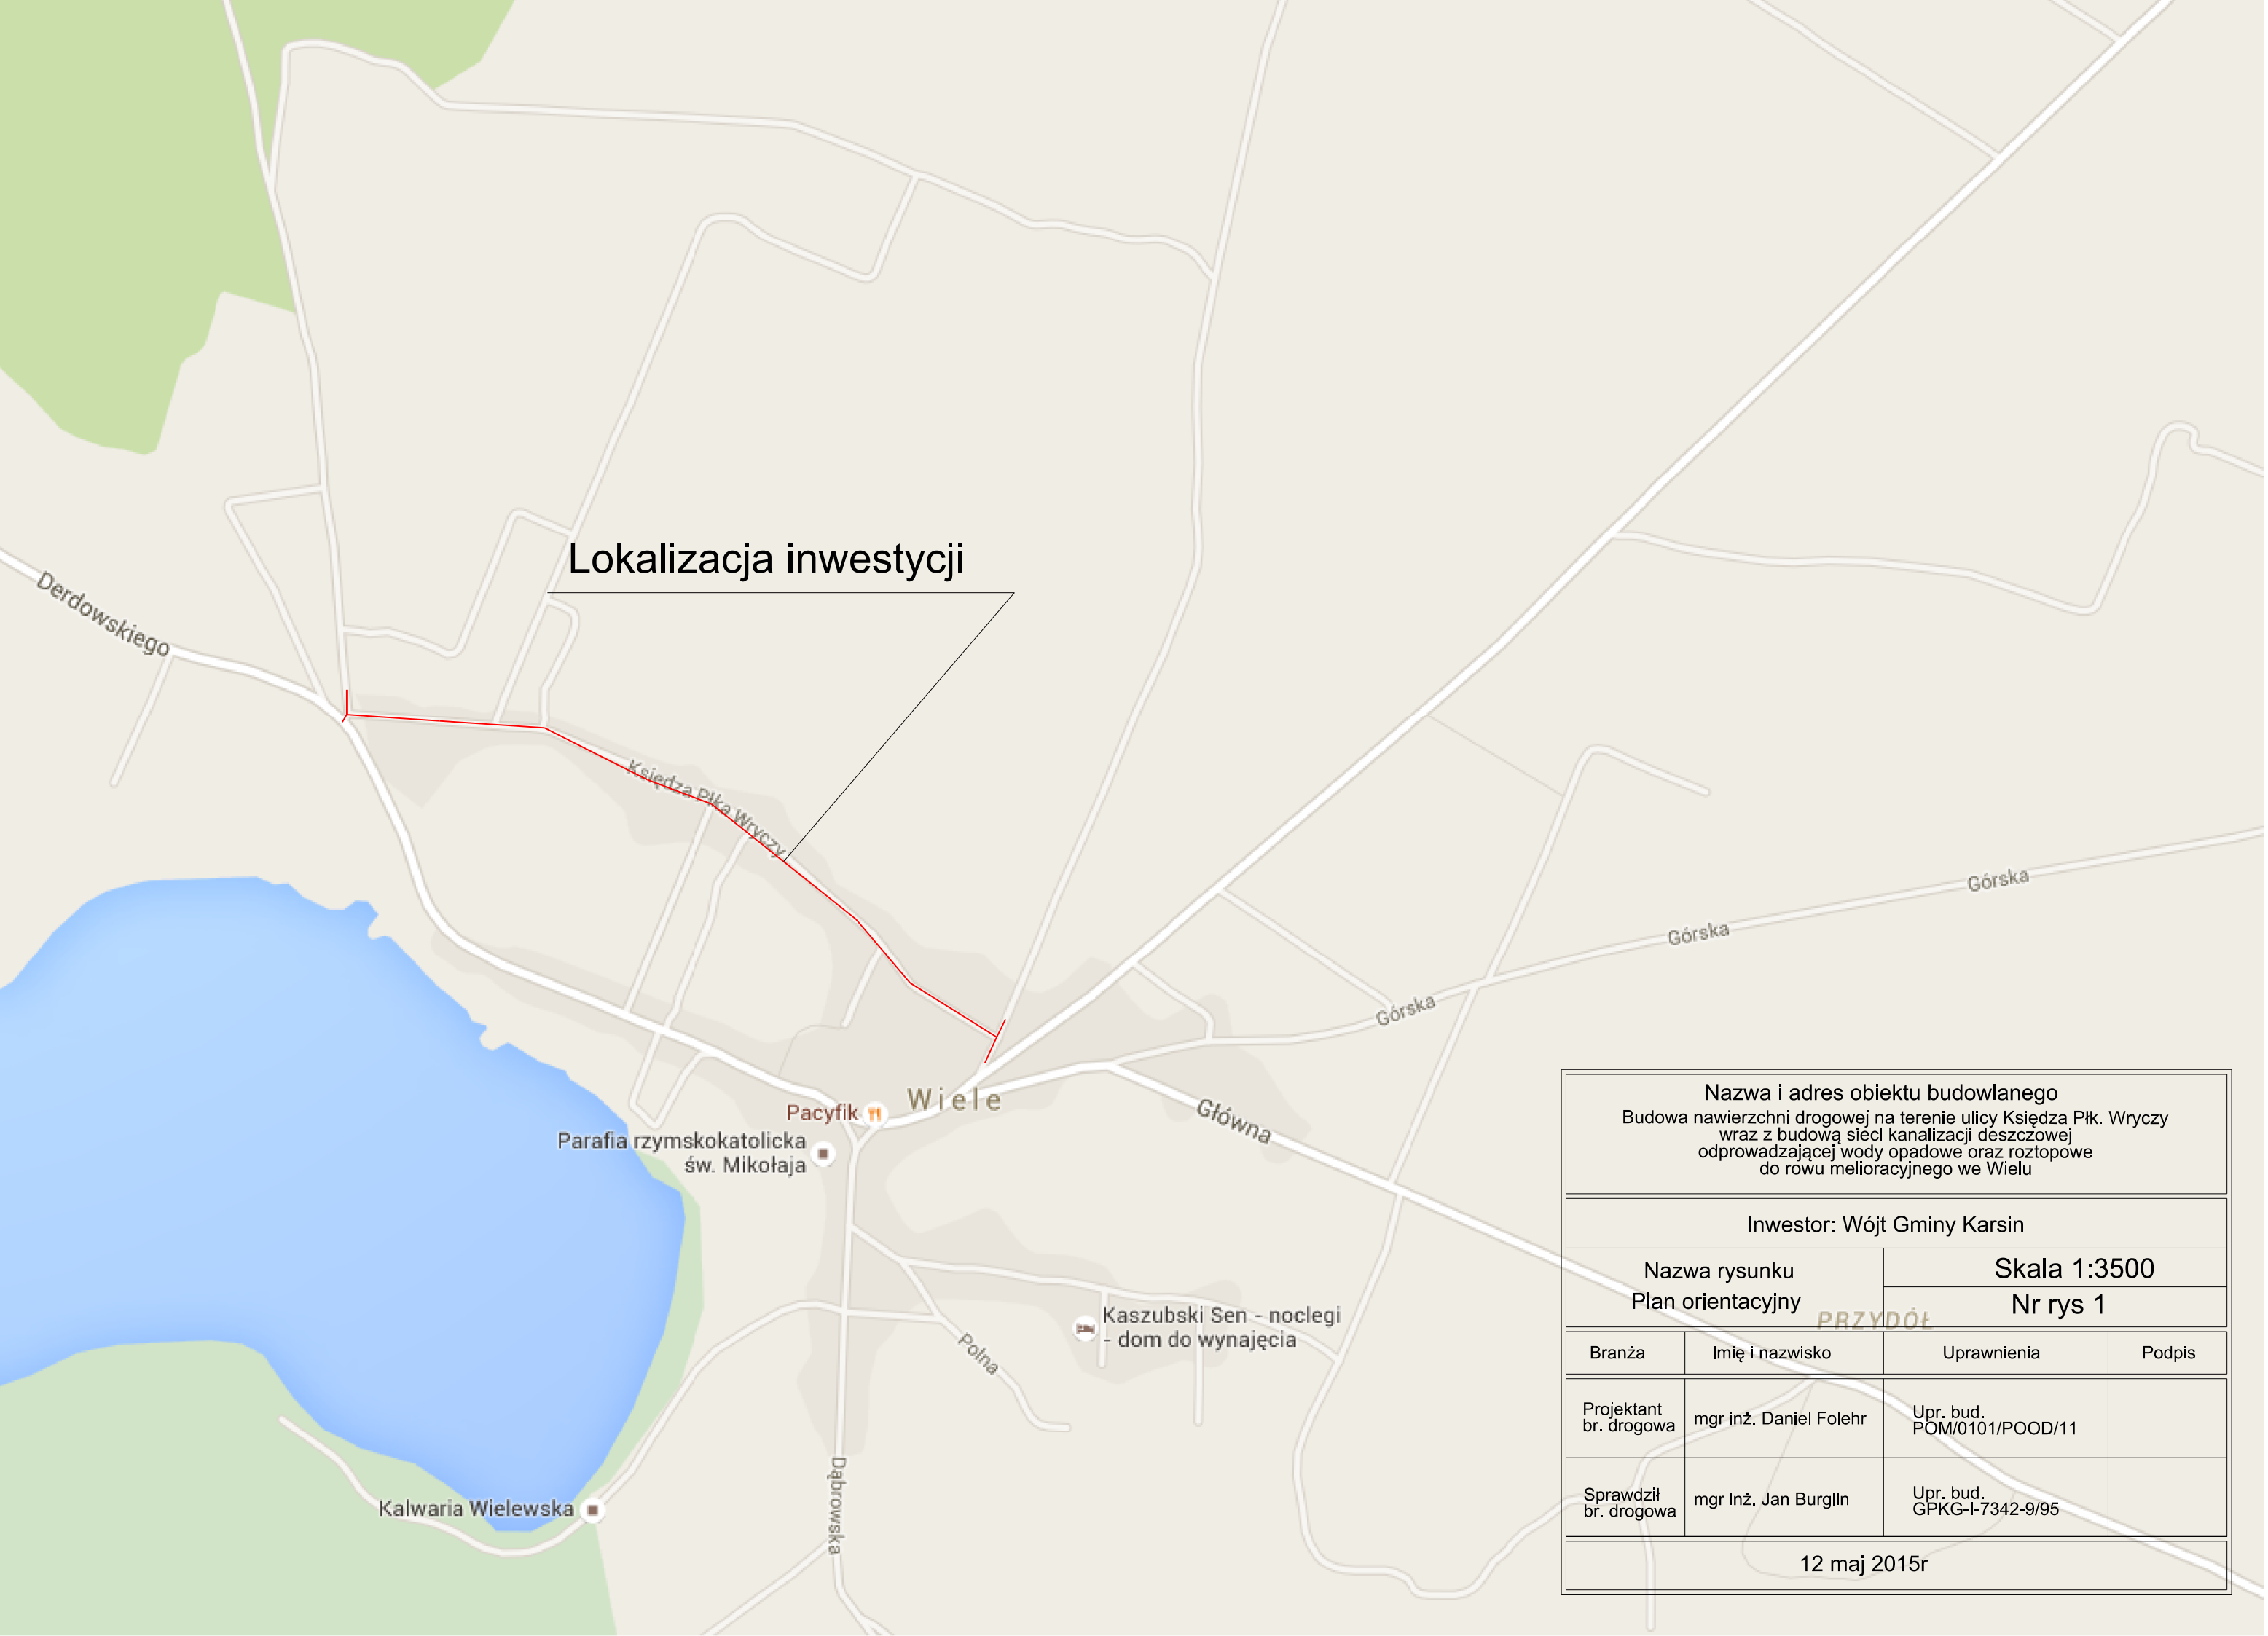 Lokalizacja inwestycji
Derdowskiego
Księdza Płka Wryczy
Górska
Górska
Górska
Wiele
Pacyfik
Główna
Parafia rzymskokatolicka
św. Mikołaja
Kaszubski Sen - noclegi
- dom do wynajęcia
Polna
Dąbrowska
Kalwaria Wielewska
PRZYDÓŁ
Nazwa i adres obiektu budowlanego
Budowa nawierzchni drogowej na terenie ulicy Księdza Płk. Wryczy
wraz z budową sieci kanalizacji deszczowej
odprowadzającej wody opadowe oraz roztopowe
do rowu melioracyjnego we Wielu
Inwestor: Wójt Gminy Karsin
Nazwa rysunku
Plan orientacyjny
Skala 1:3500
Nr rys 1
Branża Imię i nazwisko Uprawnienia Podpis
Projektant
br. drogowa
mgr inż. Daniel Folehr
Upr. bud.
POM/0101/POOD/11
Sprawdził
br. drogowa
mgr inż. Jan Burglin
Upr. bud.
GPKG-I-7342-9/95
12 maj 2015r